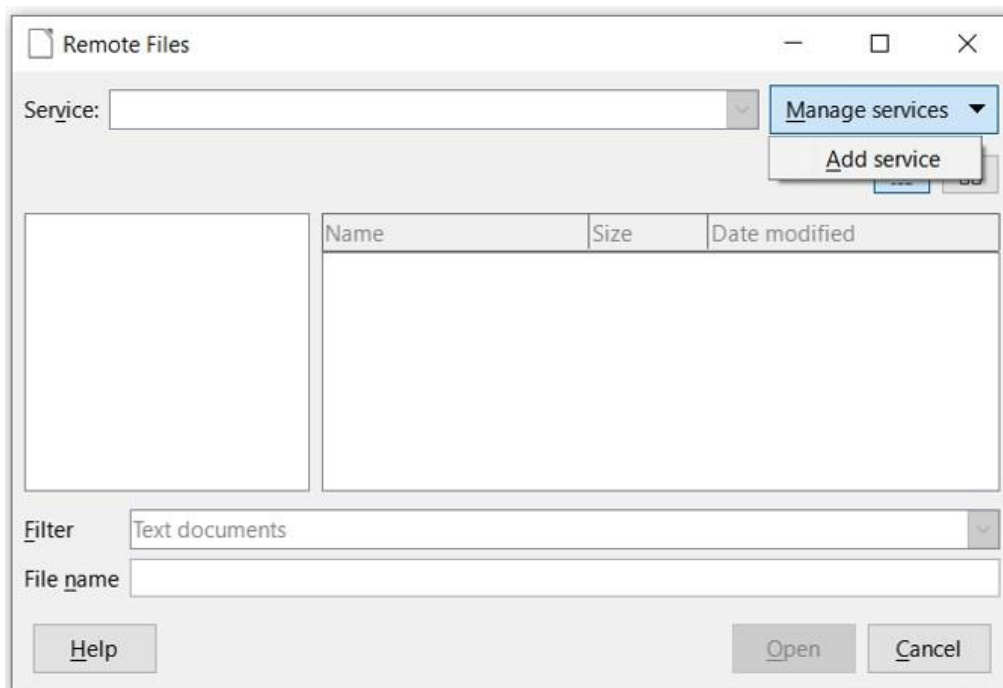 Remote Files
Service:
Manage services
Add service
Name Size Date modified
Filter Text documents
File name
Help Open Cancel